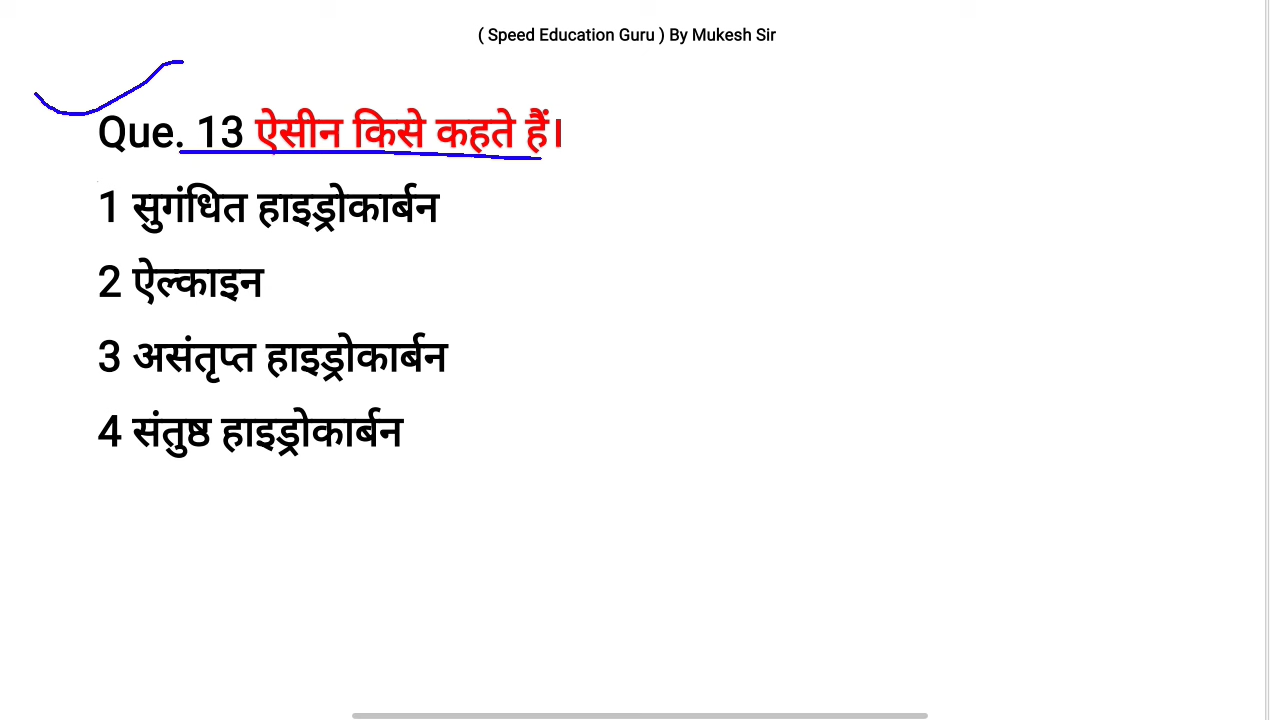 ( Speed Education Guru ) By Mukesh Sir
Que. 13 ऐसीन किसे कहते हैं।
1 सुगंधित हाइड्रोकार्बन
2 ऐल्काइन
3 असंतृप्त हाइड्रोकार्बन
4 संतुष्ठ हाइड्रोकार्बन